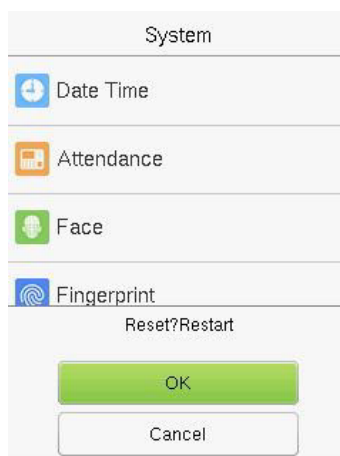 System
Date Time
Attendance
Face
Fingerprint
Reset?Restart
OK
Cancel